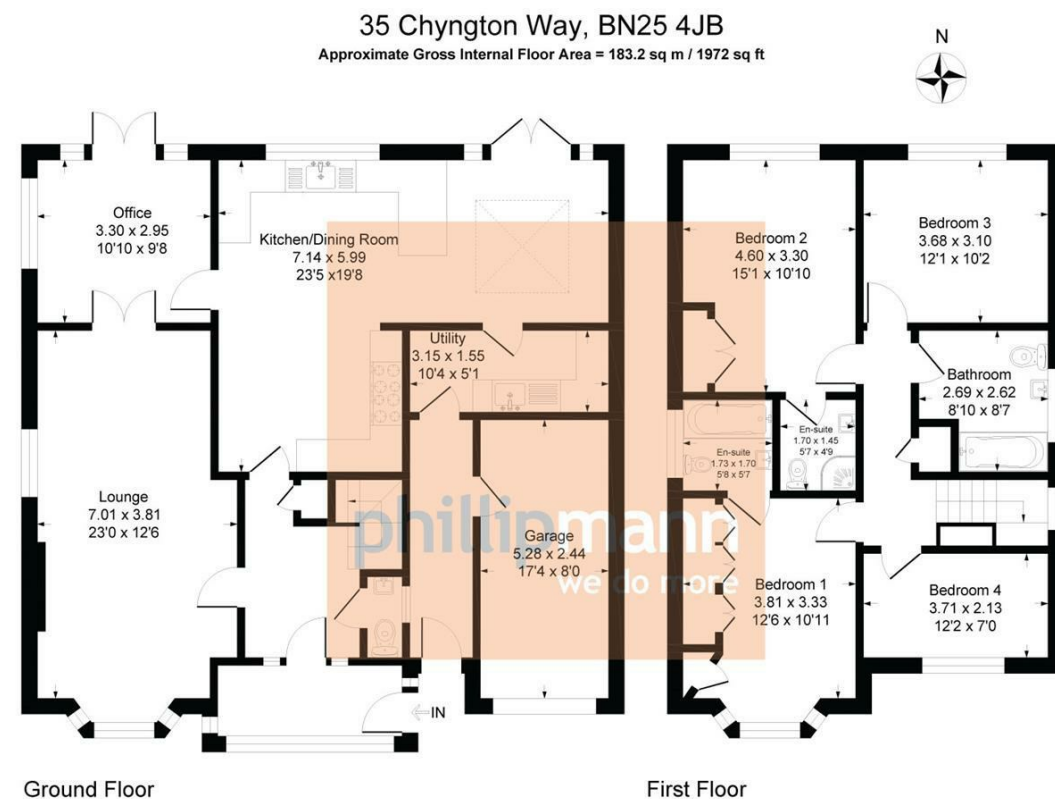 35 Chyngton Way, BN25 4JB
Approximate Gross Internal Floor Area = 183.2 sq m / 1972 sq ft
N
Office
3.30 x 2.95
10'10 x 9'8
Kitchen/Dining Room
7.14 x 5.99
23'5 x19'8
Utility
3.15 x 1.55
10'4 x 5'1
Lounge
7.01 x 3.81
23'0 x 12'6
Garage
5.28 x 2.44
17'4 x 8'0
IN
Bedroom 2
4.60 x 3.30
15'1 x 10'10
Bedroom 3
3.68 x 3.10
12'1 x 10'2
Bathroom
2.69 x 2.62
8'10 x 8'7
En-suite
1.70 x 1.45
5'7 x 4'9
En-suite
1.73 x 1.70
5'8 x 5'7
Bedroom 1
3.81 x 3.33
12'6 x 10'11
Bedroom 4
3.71 x 2.13
12'2 x 7'0
phillipmann
we do more
Ground Floor
First Floor